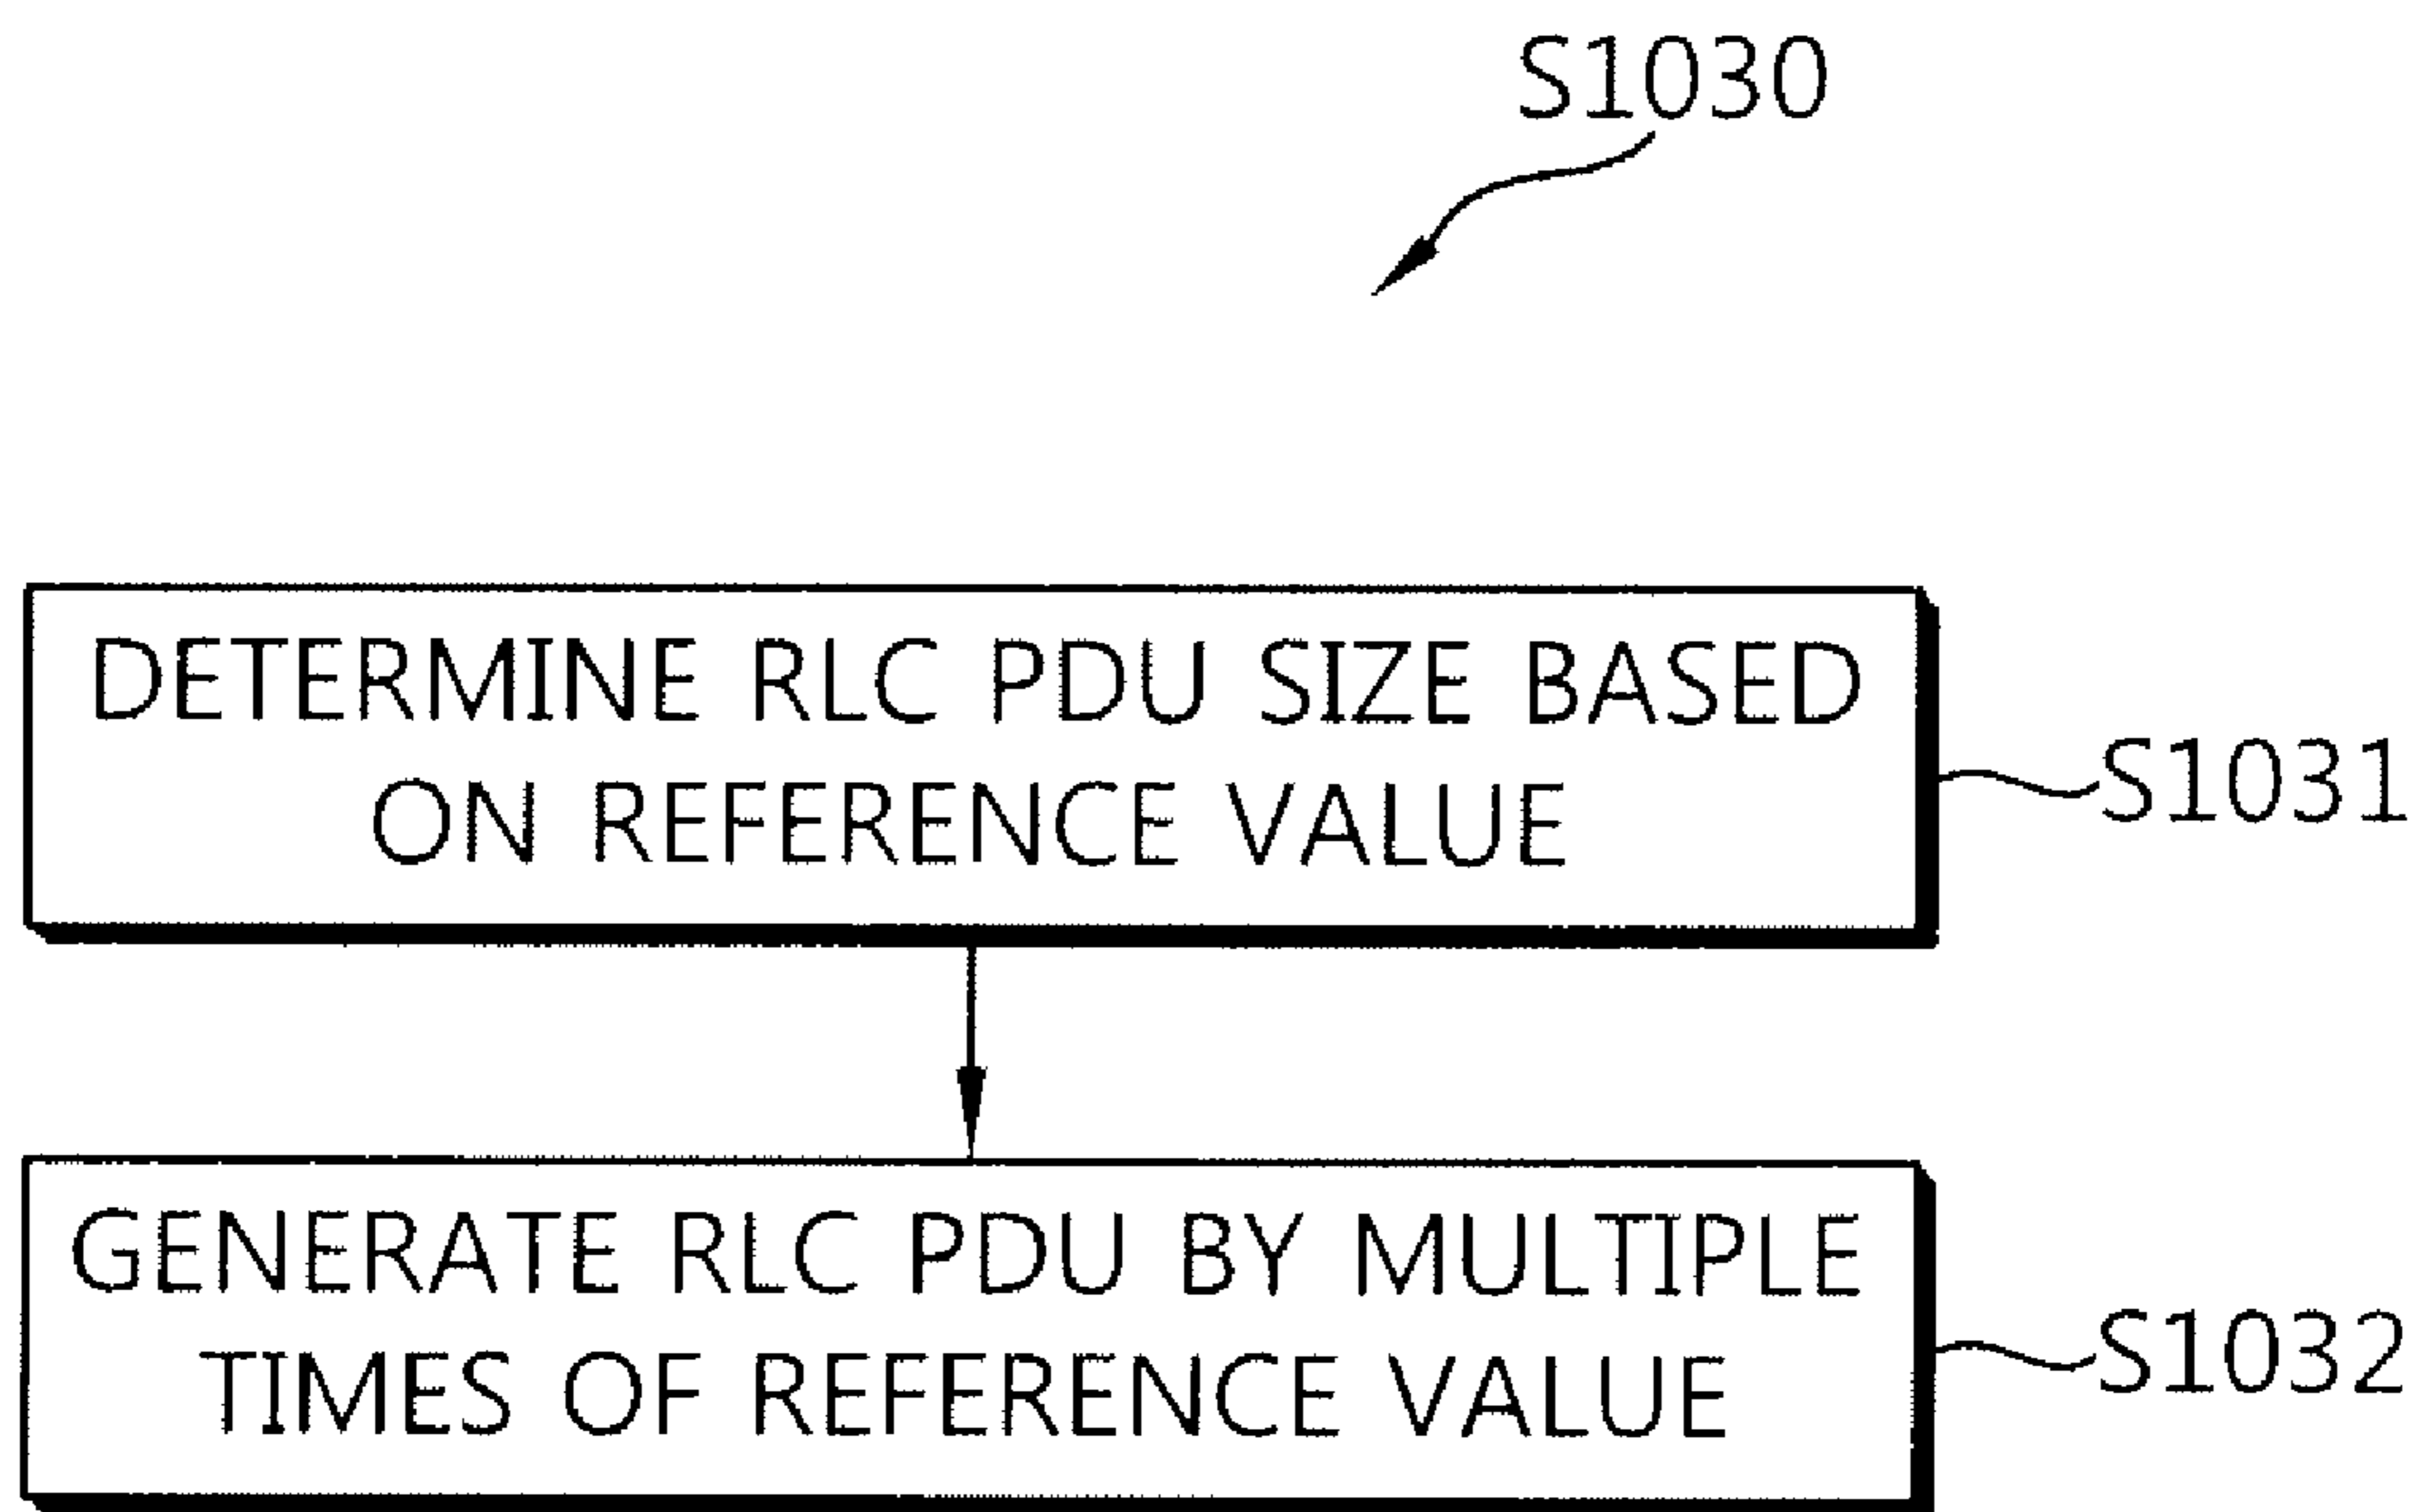 S1030
DETERMINE RLC PDU SIZE BASED
ON REFERENCE VALUE
S1031
GENERATE RLC PDU BY MULTIPLE
TIMES OF REFERENCE VALUE
S1032